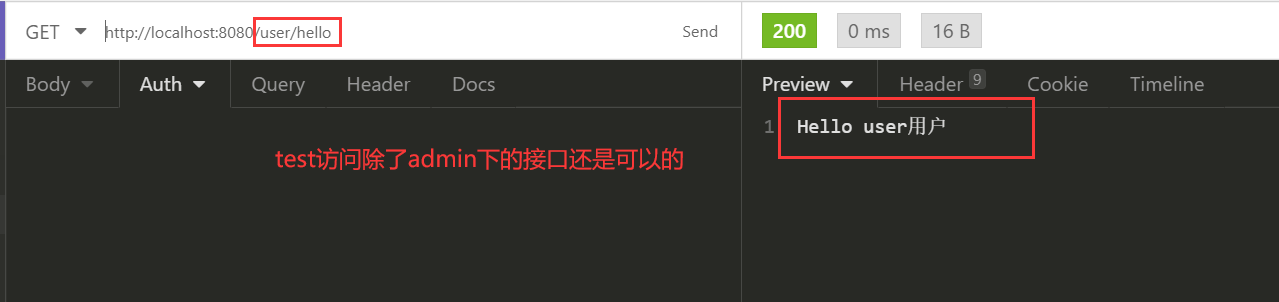 GET http://localhost:8080/user/hello Send
200 0 ms 16 B
Body Auth Query Header Docs
Preview Header 9 Cookie Timeline
1 Hello user用户
test访问除了admin下的接口还是可以的